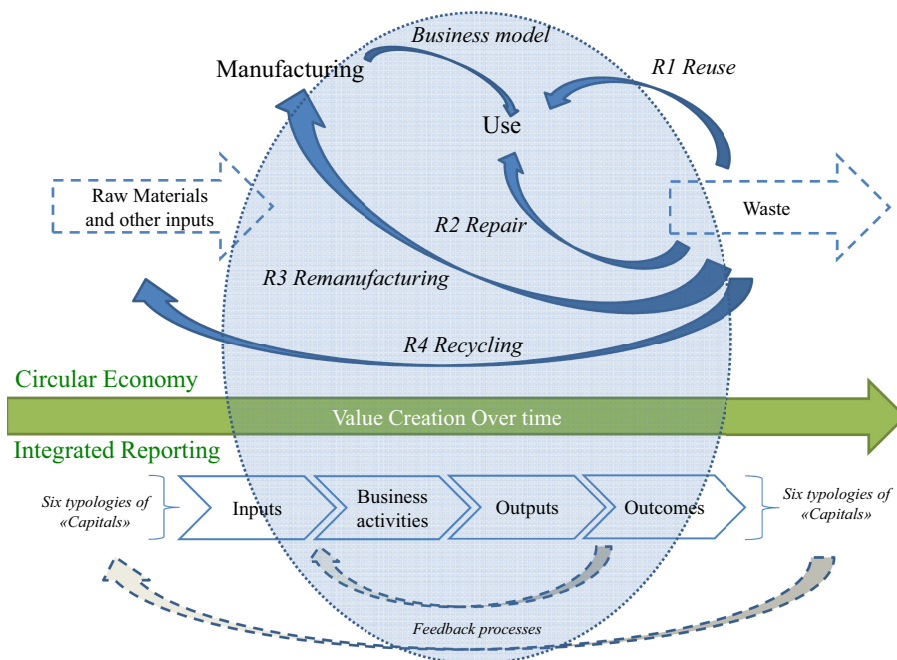 Business model
Manufacturing
R1 Reuse
Use
Raw Materials
and other inputs
Waste
R2 Repair
R3 Remanufacturing
R4 Recycling
Circular Economy
Value Creation Over time
Integrated Reporting
Six typologies of
«Capitals»
Inputs
Business
activities
Outputs
Outcomes
Six typologies of
«Capitals»
Feedback processes